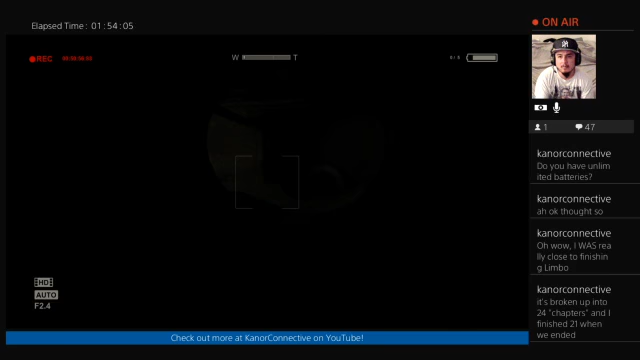 Elapsed Time : 01:54:05
ON AIR
REC
W T
1 47
kanorconnective
Do you have unlim
ited batteries?
kanorconnective
ah ok thought so
kanorconnective
Oh wow, I WAS rea
lly close to finishin
g Limbo
kanorconnective
it's broken up into
24 "chapters" and I
finished 21 when
we ended
HD
AUTO
F2.4
Check out more at KanorConnective on YouTube!